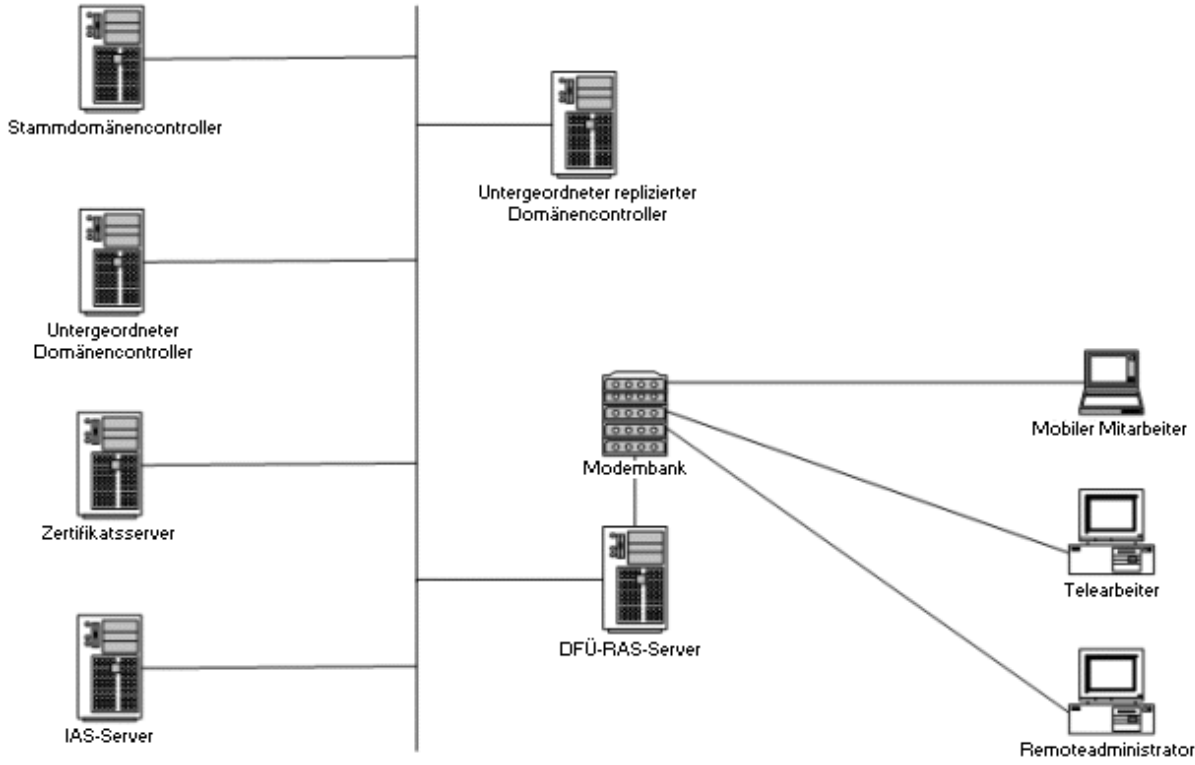 Stammdomänencontroller
Untergeordneter replizierter
Domänencontroller
Untergeordneter
Domänencontroller
Mobiler Mitarbeiter
Modembank
Zertifikatsserver
Telearbeiter
DFÜ-RAS-Server
IAS-Server
Remoteadministrator